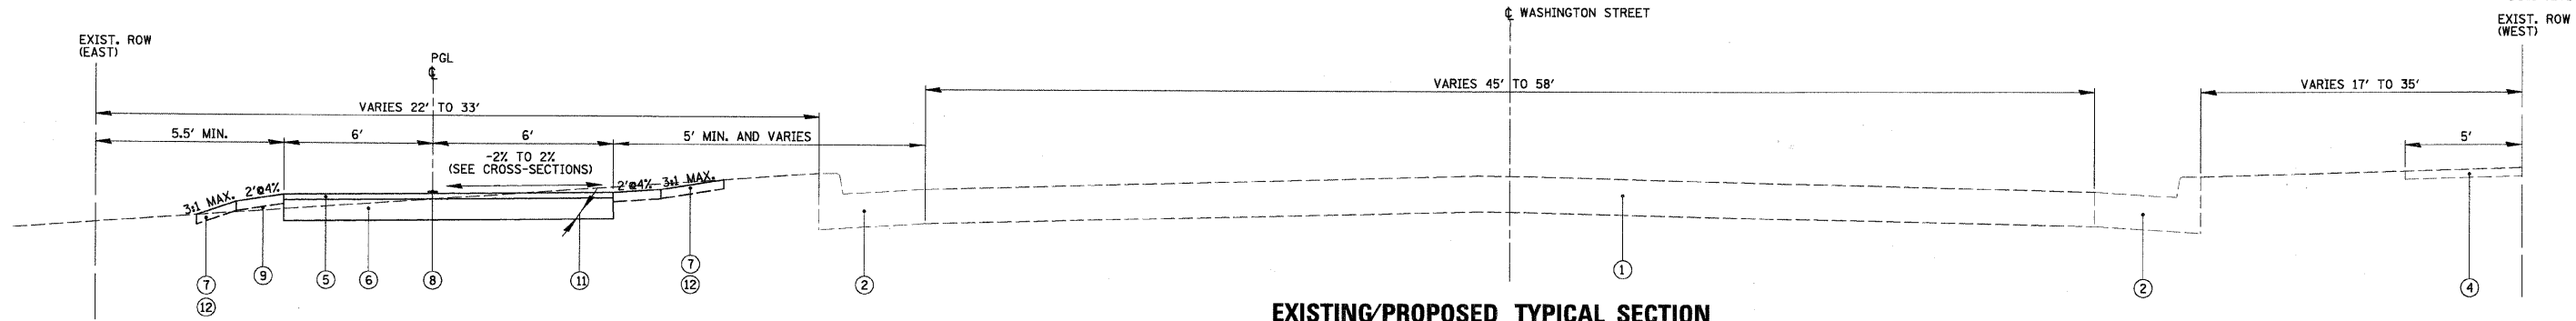 ℄ WASHINGTON STREET
EXIST. ROW
(WEST)
EXIST. ROW
(EAST)
PGL
℄
VARIES 22' TO 33'
VARIES 45' TO 58'
VARIES 17' TO 35'
5.5' MIN.
6'
6'
5' MIN. AND VARIES
5'
-2% TO 2%
(SEE CROSS-SECTIONS)
3:1 MAX.
2'@4%
2'@4%
3:1 MAX.
7
12
9
5
6
8
11
7
12
2
1
2
4
EXISTING/PROPOSED TYPICAL SECTION